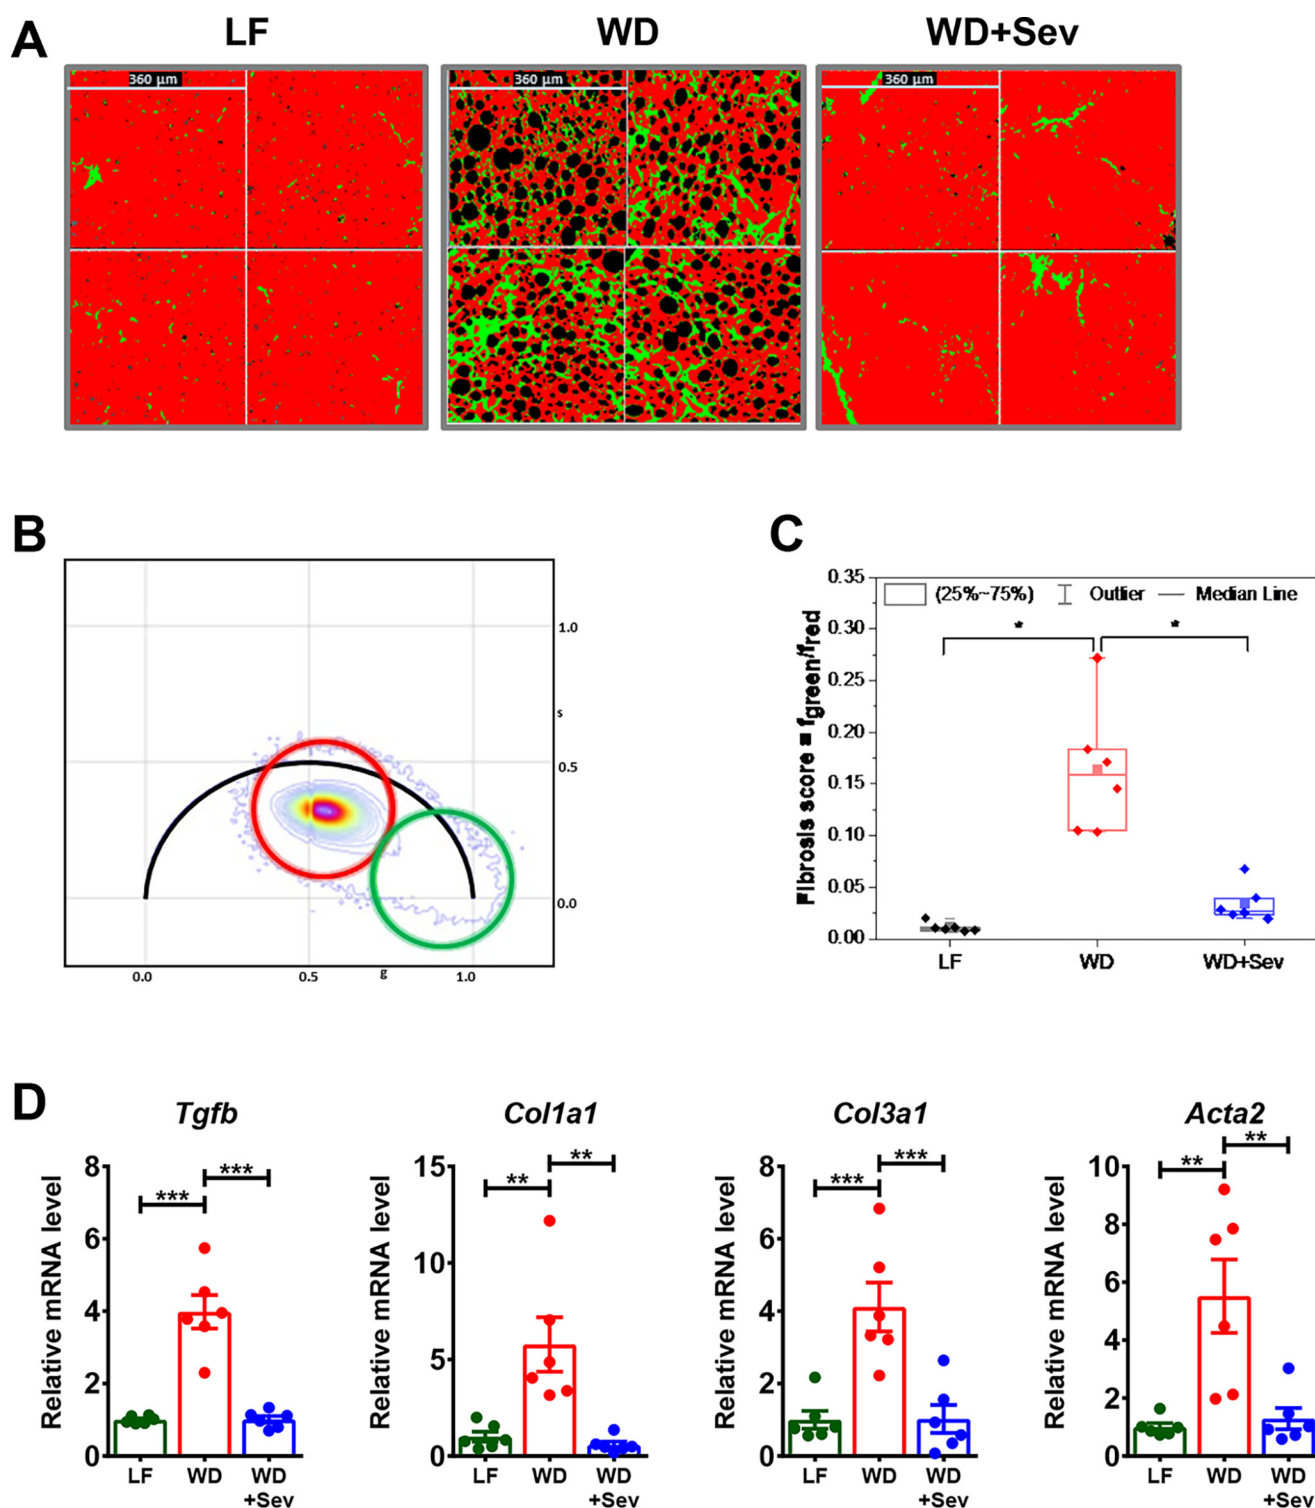 A
LF
WD
WD+Sev
360 µm
360 µm
360 µm
B
1.0
s
0.5
0.0
0.0
0.5
g
1.0
C
Fibrosis score = fgreen/fred
0.35
0.30
0.25
0.20
0.15
0.10
0.05
0.00
(25%~75%)
Outlier
Median Line
*
*
LF
WD
WD+Sev
D
Tgfb
Relative mRNA level
8
6
4
2
0
***
***
LF
WD
WD
+Sev
Col1a1
Relative mRNA level
15
10
5
0
**
**
LF
WD
WD
+Sev
Col3a1
Relative mRNA level
8
6
4
2
0
***
***
LF
WD
WD
+Sev
Acta2
Relative mRNA level
10
8
6
4
2
0
**
**
LF
WD
WD
+Sev